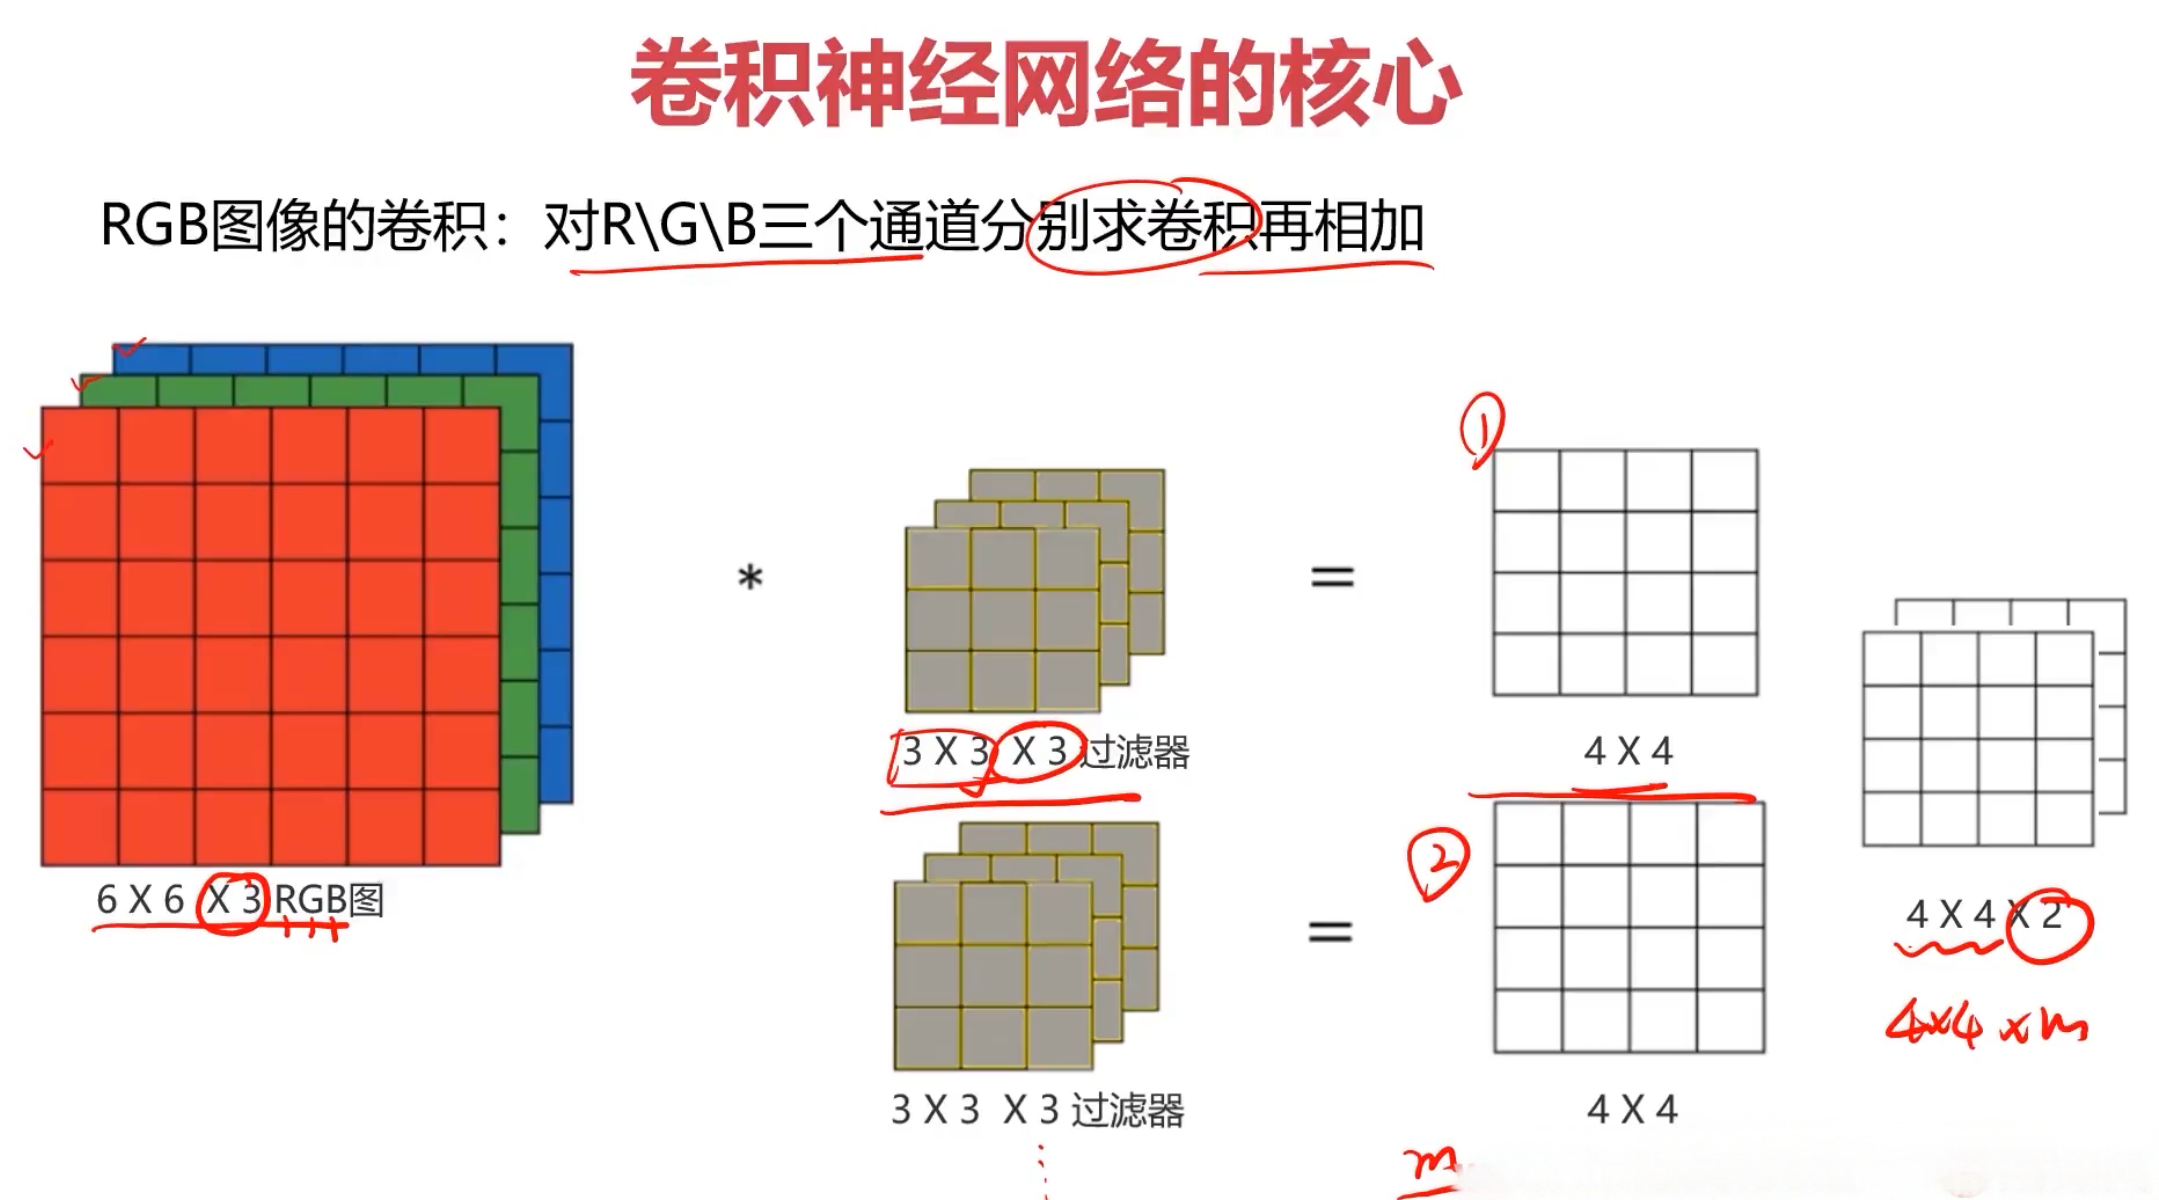 卷积神经网络的核心
RGB图像的卷积：对R\G\B三个通道分别求卷积再相加
①
*
=
3 X 3 X 3 过滤器
4 X 4
②
6 X 6 X 3 RGB图
=
4 X 4 X 2
4x4 x m
3 X 3 X 3 过滤器
4 X 4
m